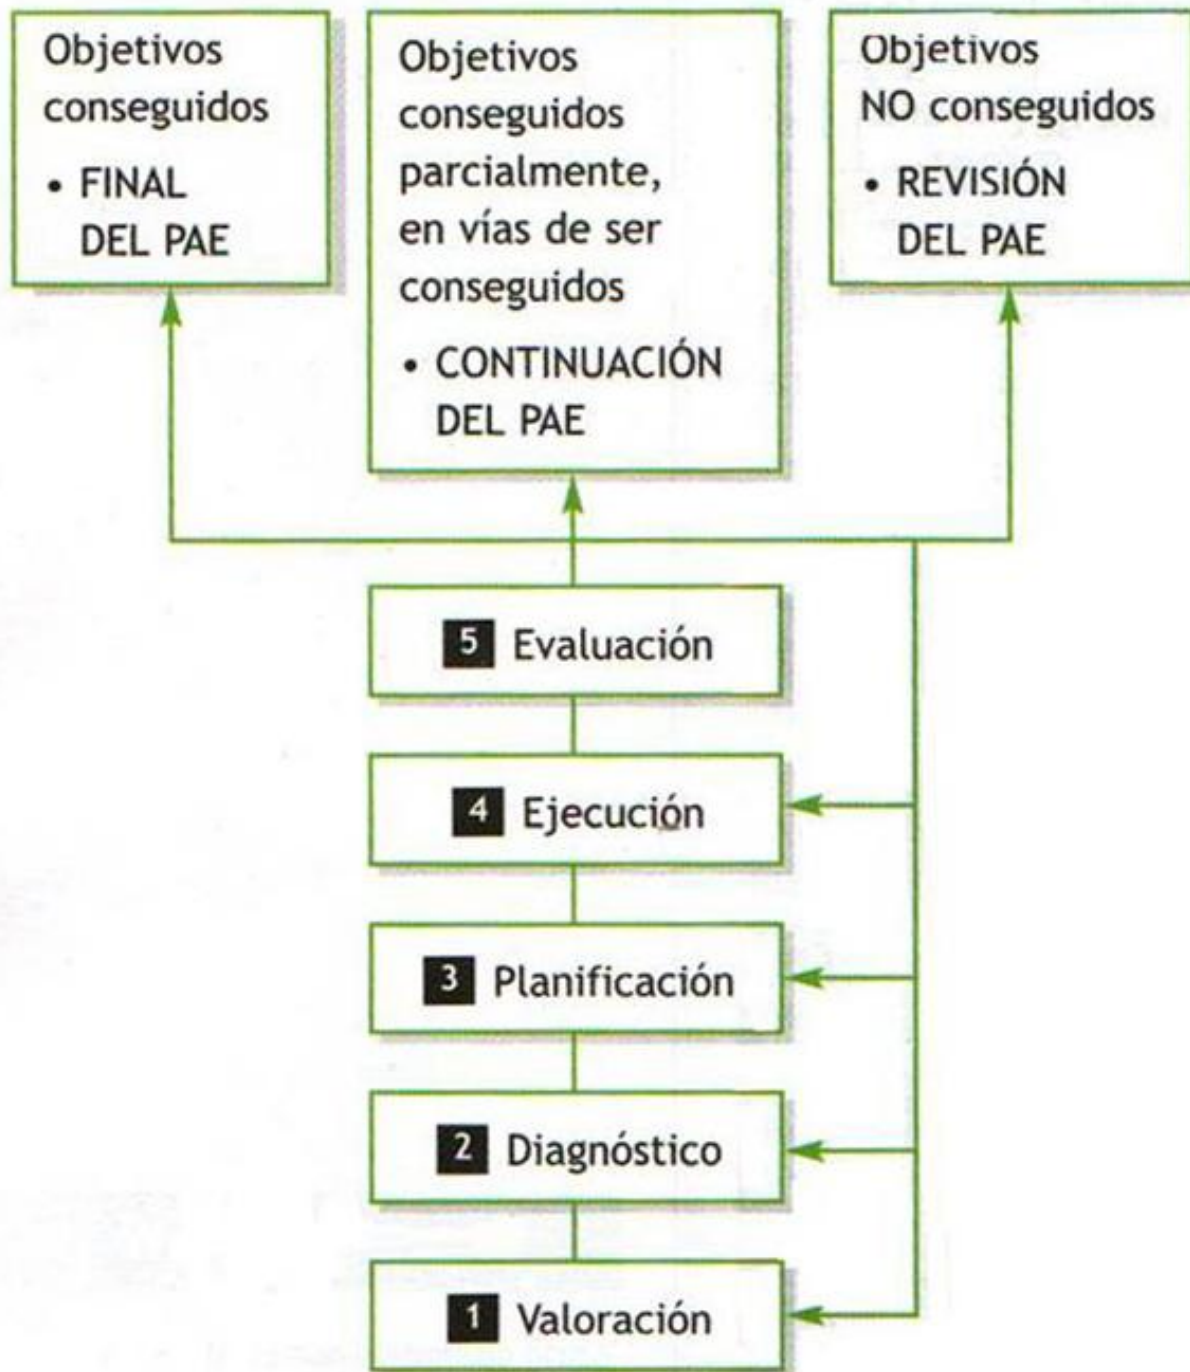 Objetivos
conseguidos
• FINAL
DEL PAE
Objetivos
conseguidos
parcialmente,
en vías de ser
conseguidos
• CONTINUACIÓN
DEL PAE
Objetivos
NO conseguidos
• REVISIÓN
DEL PAE
5 Evaluación
4 Ejecución
3 Planificación
2 Diagnóstico
1 Valoración